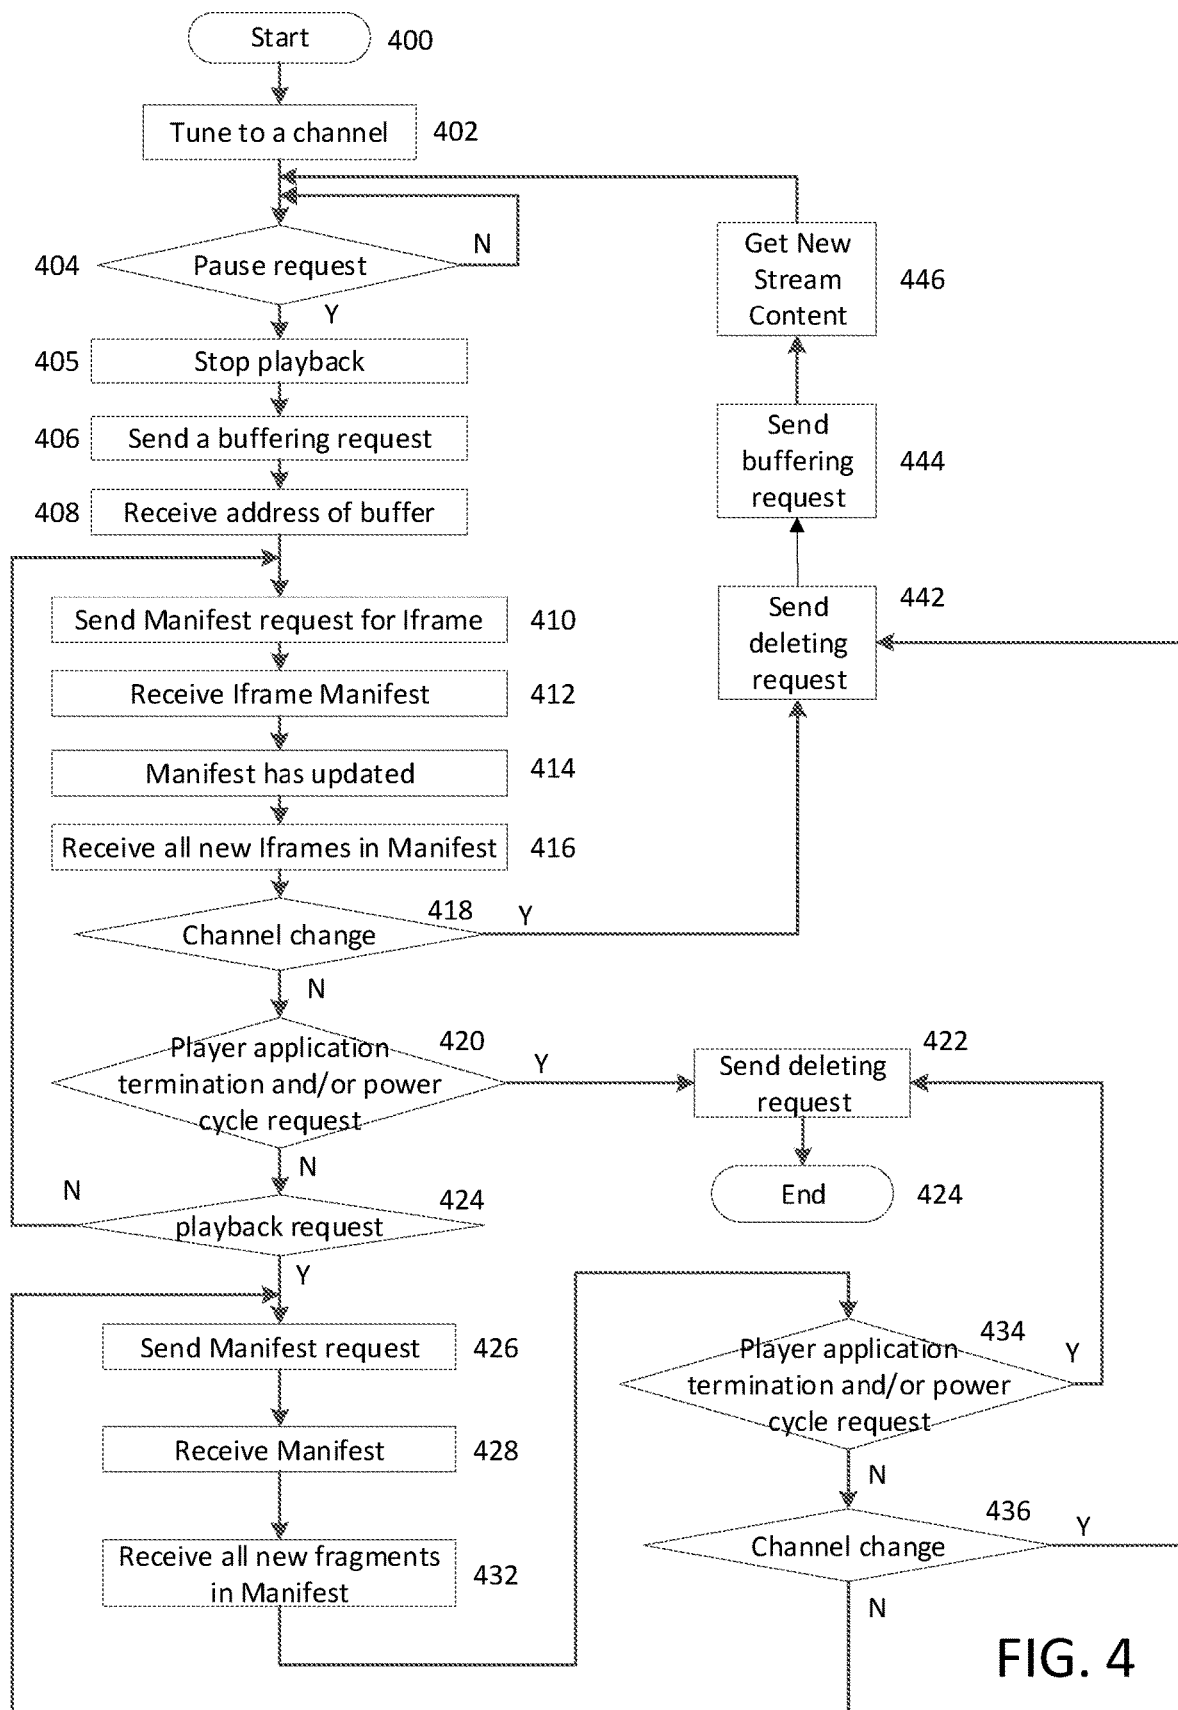 Start
400
Tune to a channel
402
404
Pause request
N
Y
405
Stop playback
406
Send a buffering request
408
Receive address of buffer
Send Manifest request for Iframe
410
Receive Iframe Manifest
412
Manifest has updated
414
Receive all new Iframes in Manifest
416
Channel change
418
Y
N
Player application
termination and/or power
cycle request
420
Y
N
playback request
424
N
Y
Send Manifest request
426
Receive Manifest
428
Receive all new fragments
in Manifest
432
Get New
Stream
Content
446
Send
buffering
request
444
Send
deleting
request
442
Send deleting
request
422
End
424
Player application
termination and/or power
cycle request
434
Y
N
Channel change
436
Y
N
FIG. 4